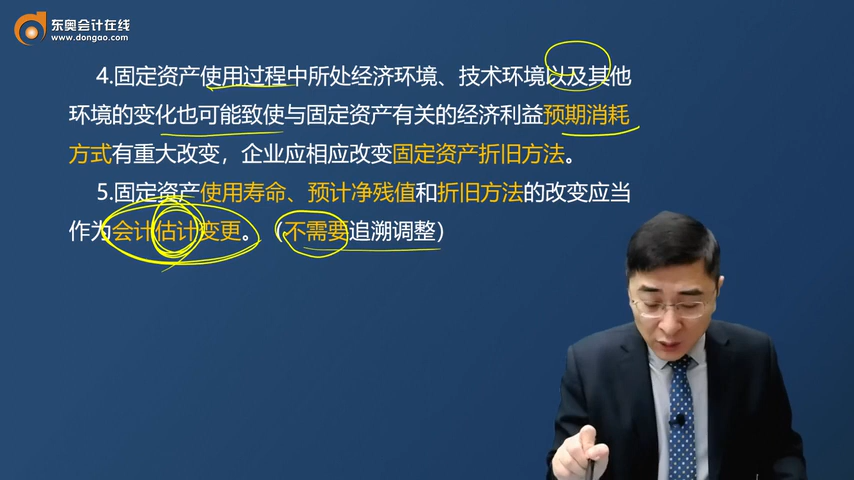 东奥会计在线
www.dongao.com
4.固定资产使用过程中所处经济环境、技术环境以及其他
环境的变化也可能致使与固定资产有关的经济利益预期消耗
方式有重大改变，企业应相应改变固定资产折旧方法。
5.固定资产使用寿命、预计净残值和折旧方法的改变应当
作为会计估计变更。（不需要追溯调整）